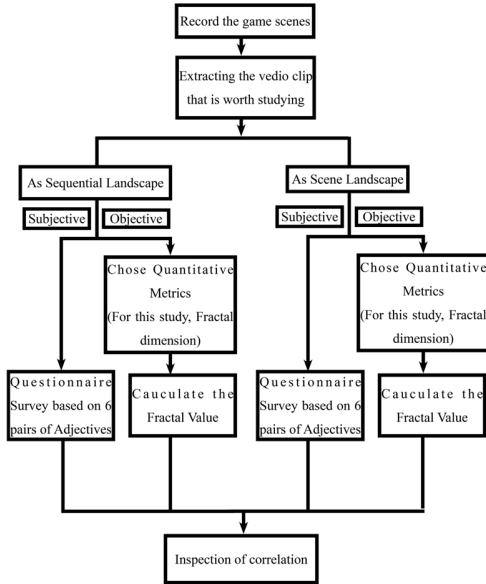 Record the game scenes
Extracting the vedio clip
that is worth studying
As Sequential Landscape
As Scene Landscape
Subjective
Objective
Subjective
Objective
Chose Quantitative
Metrics
(For this study, Fractal
dimension)
Chose Quantitative
Metrics
(For this study, Fractal
dimension)
Questionnaire
Survey based on 6
pairs of Adjectives
Cauculate the
Fractal Value
Questionnaire
Survey based on 6
pairs of Adjectives
Cauculate the
Fractal Value
Inspection of correlation